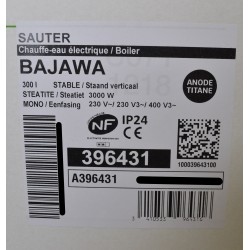 SAUTER
Chauffe-eau électrique / Boiler
BAJAWA
ANODE
TITANE
300 l STABLE / Staand verticaal
STEATITE / Steatiet 3000 W
MONO / Eenfasing 230 V~/ 230 V3~/ 400 V3~
NF IP24
CE
396431
100039643100
A396431